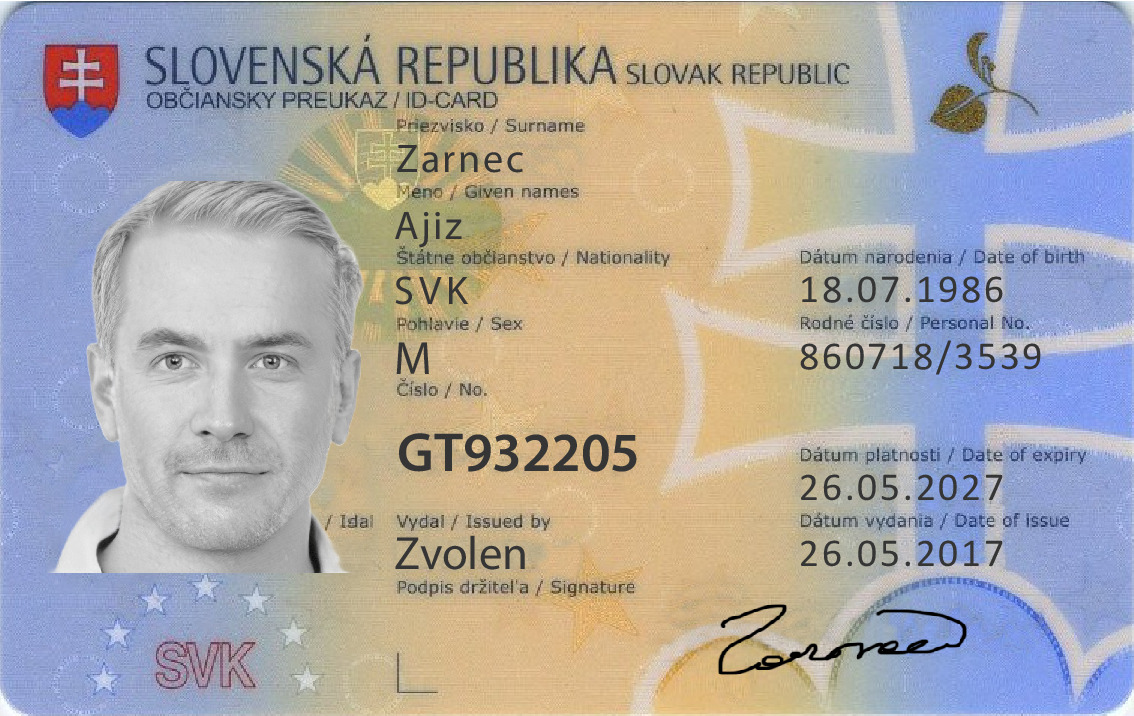 SLOVENSKÁ REPUBLIKA SLOVAK REPUBLIC
OBČIANSKY PREUKAZ / ID-CARD
Priezvisko / Surname
Zarnec
Meno / Given names
Ajiz
Štátne občianstvo / Nationality
SVK
Dátum narodenia / Date of birth
18.07.1986
Pohlavie / Sex
M
Rodné číslo / Personal No.
860718/3539
Číslo / No.
GT932205
Dátum platnosti / Date of expiry
26.05.2027
/ Isdal Vydal / Issued by
Zvolen
Dátum vydania / Date of issue
26.05.2017
Podpis držiteľa / Signature
SVK